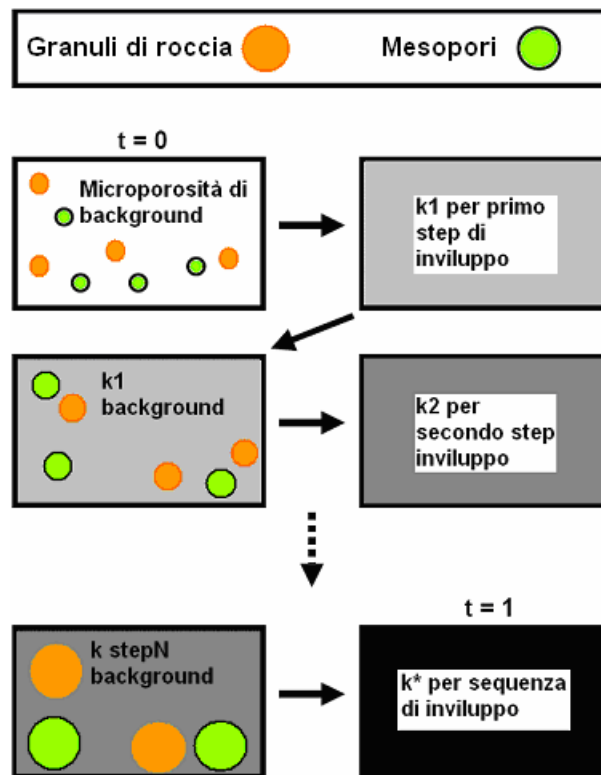 Granuli di roccia
Mesopori
t = 0
Microporosità di
background
k1 per primo
step di
inviluppo
k1
background
k2 per
secondo step
inviluppo
t = 1
k stepN
background
k* per sequenza
di inviluppo